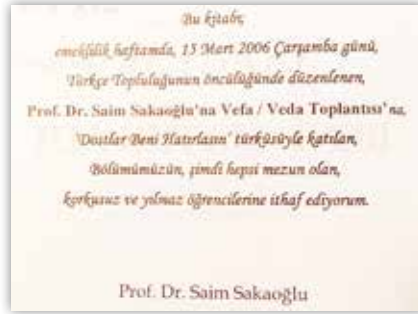 Bu kitabı,
emeklilik haftamda, 15 Mart 2006 Çarşamba günü,
Türkçe Topluluğunun öncülüğünde düzenlenen,
Prof. Dr. Saim Sakaoğlu'na Vefa / Veda Toplantısı'na,
'Dostlar Beni Hatırlasın' türküsüyle katılan,
Bölümümüzün, şimdi hepsi mezun olan,
korkusuz ve yılmaz öğrencilerine ithaf ediyorum.
Prof. Dr. Saim Sakaoğlu